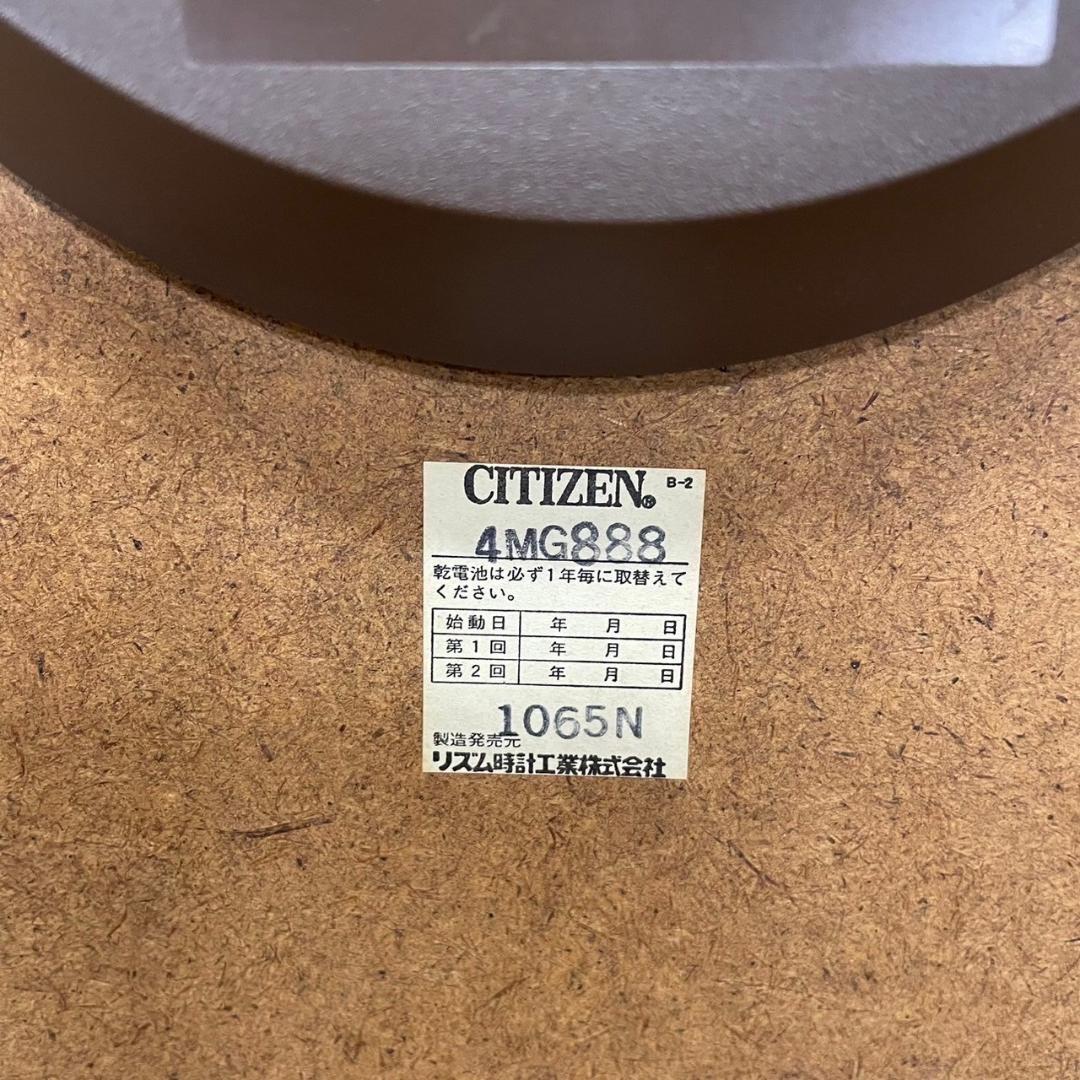 CITIZEN® B-2
4MG888
乾電池は必ず1年毎に取替えて
ください。
始動日 年 月 日
第1回 年 月 日
第2回 年 月 日
1065N
製造発売元
リズム時計工業株式会社